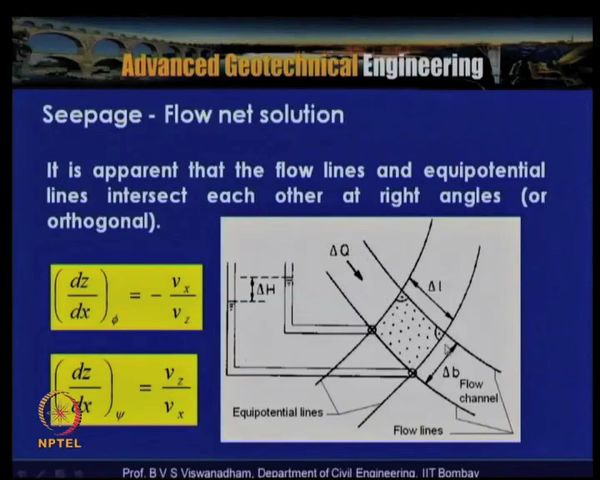 Advanced Geotechnical Engineering
Seepage - Flow net solution
It is apparent that the flow lines and equipotential
lines intersect each other at right angles (or
orthogonal).
(dz/dx)ϕ = - vx/vz
(dz/dx)ψ = vz/vx
ΔQ
ΔH
Δl
Δb
Flow
channel
Equipotential lines
Flow lines
NPTEL
Prof. B V S Viswanadham, Department of Civil Engineering, IIT Bombay